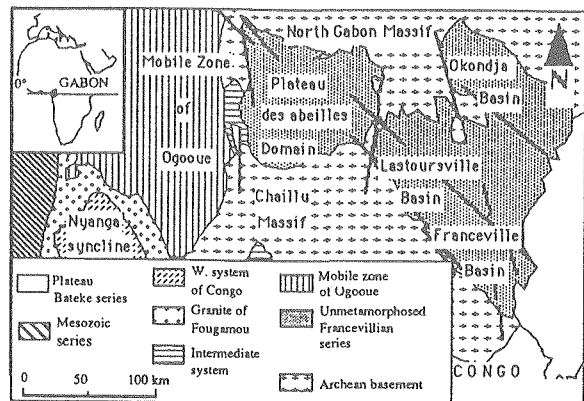 North Gabon Massif
Okondja
Basin
N
GABON
0°
Mobile Zone
of
Ogooue
Plateau
des abeilles
Domain
Lastoursville
Basin
Chaillu
Massif
Franceville
Basin
Nyanga
syncline
CONGO
Plateau
Bateke series
Mesozoic
series
W. system
of Congo
Granite of
Fougamou
Intermediate
system
Mobile zone
of Ogooue
Unmetamorphosed
Francevillian
series
Archean basement
0 50 100 km